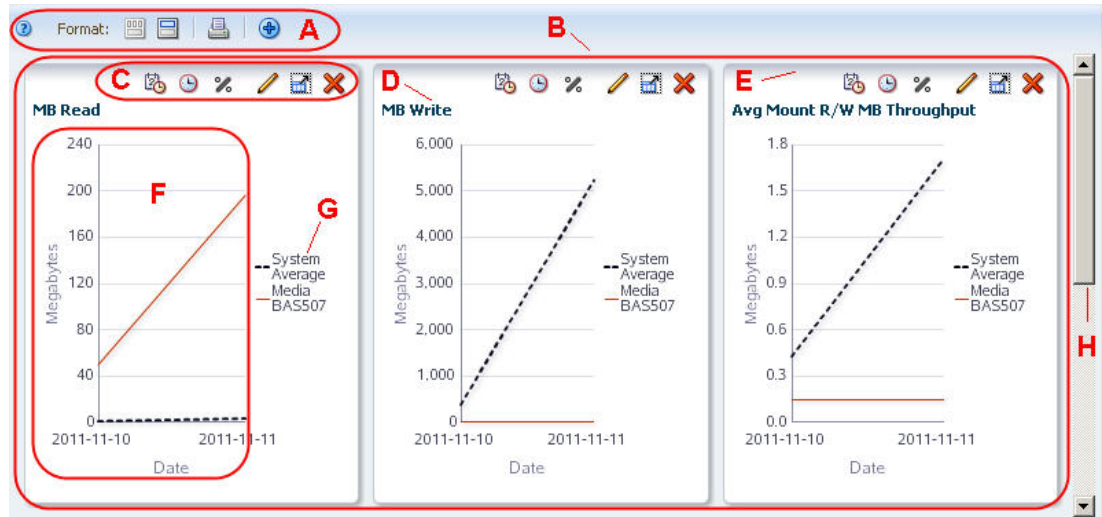 Format:
A
B
C
D
E
MB Read
MB Write
Avg Mount R/W MB Throughput
240
200
160
120
80
40
0
Megabytes
2011-11-10
2011-11-11
Date
F
G
System
Average
Media
BAS507
6,000
5,000
4,000
3,000
2,000
1,000
0
Megabytes
2011-11-10
2011-11-11
Date
System
Average
Media
BAS507
1.8
1.5
1.2
0.9
0.6
0.3
0.0
Megabytes
2011-11-10
2011-11-11
Date
System
Average
Media
BAS507
H